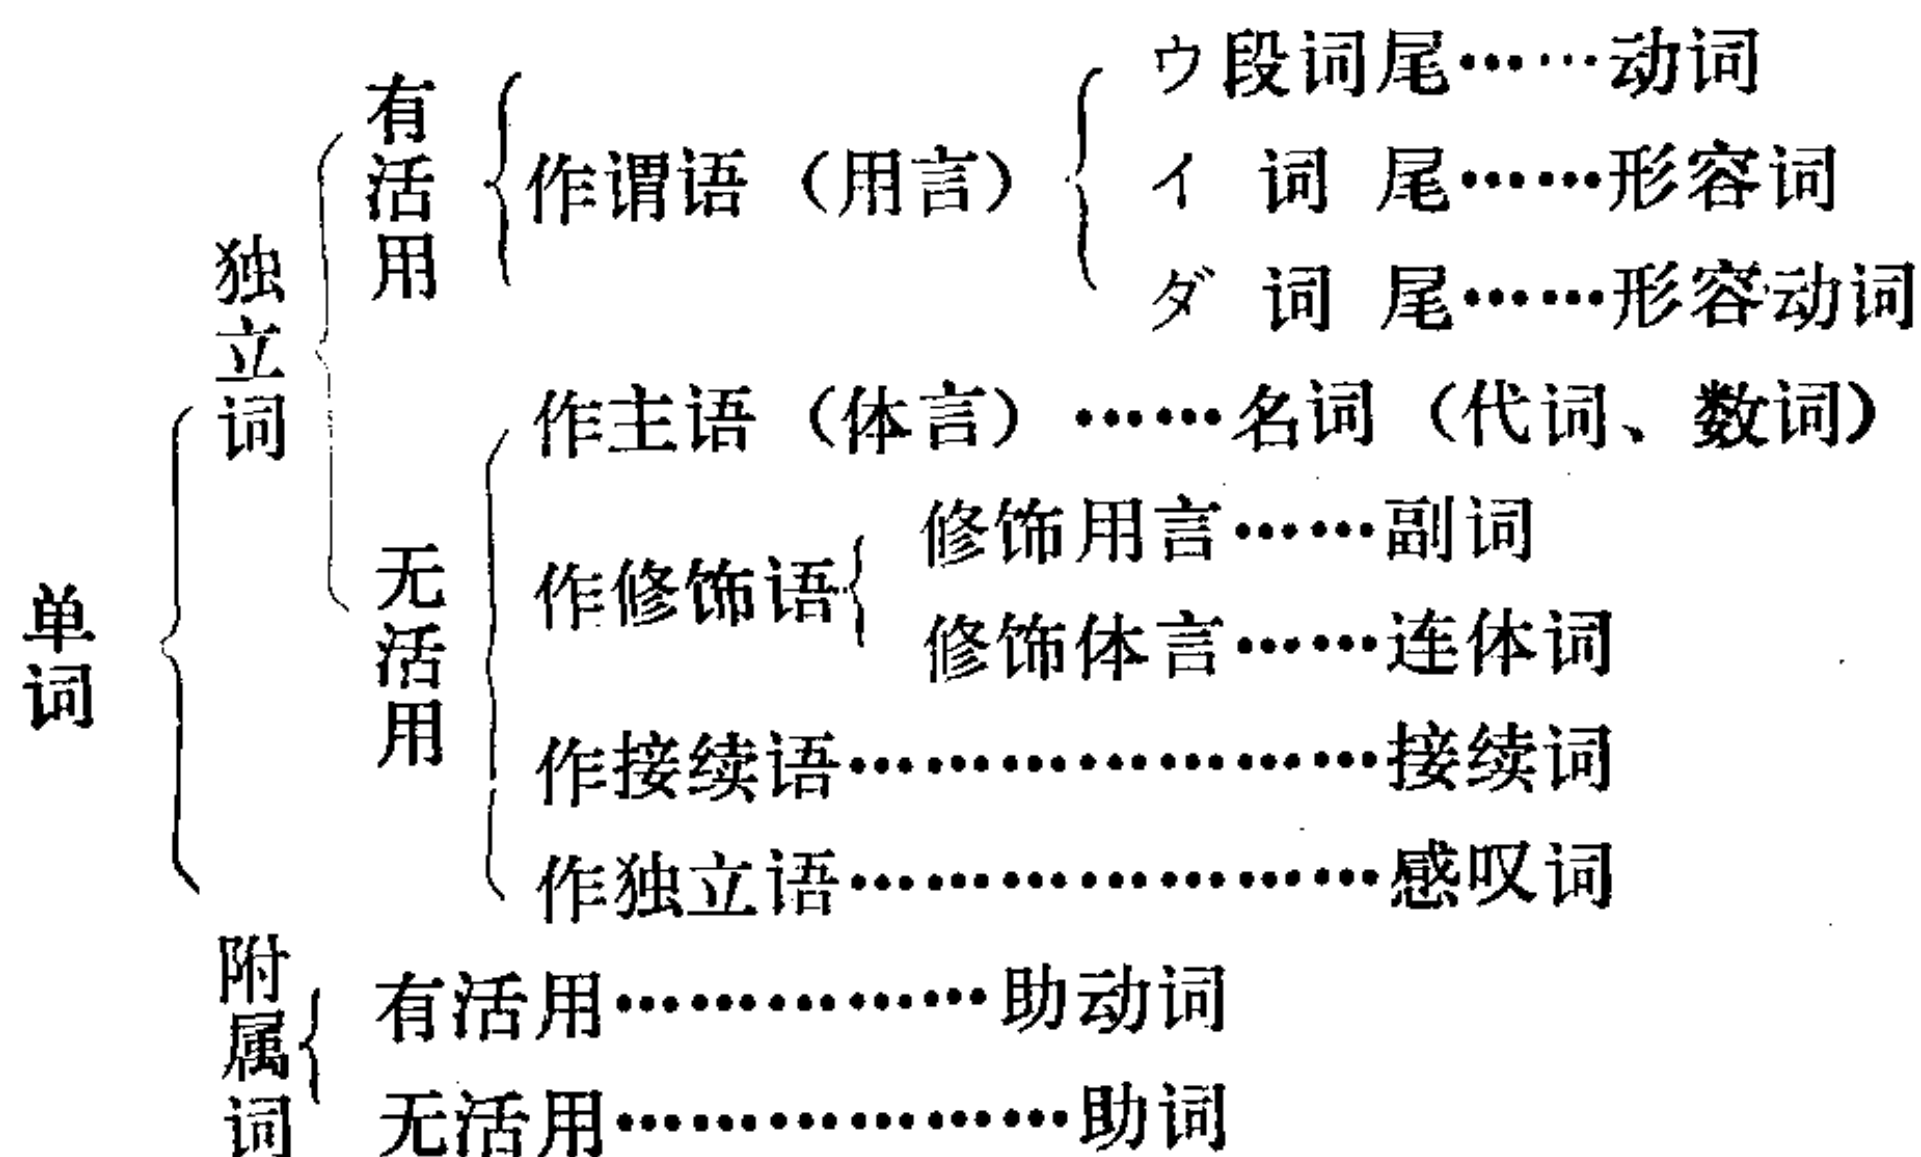 单词
独立词
有活用
作谓语（用言）
ウ段词尾……动词
イ 词 尾……形容词
ダ 词 尾……形容动词
无活用
作主语（体言）……名词（代词、数词）
作修饰语
修饰用言……副词
修饰体言……连体词
作接续语…………………接续词
作独立语…………………感叹词
附属词
有活用……………助动词
无活用………………助词